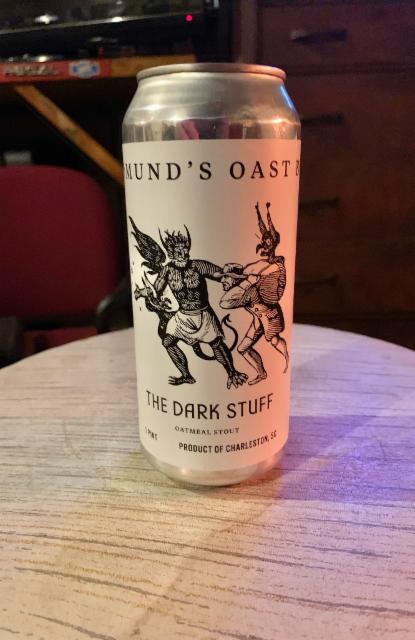 MUND'S OAST B
THE DARK STUFF
OATMEAL STOUT
1 PINT
PRODUCT OF CHARLESTON, SC